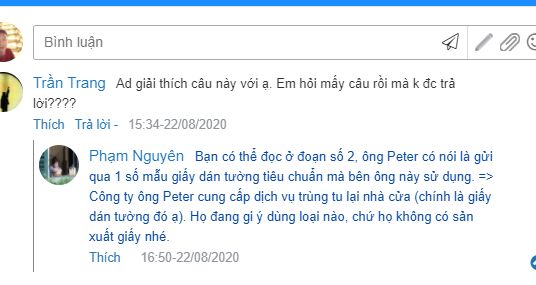 Bình luận
Trần Trang Ad giải thích câu này với ạ. Em hỏi mấy câu rồi mà k đc trả
lời????
Thích Trả lời - 15:34-22/08/2020
Phạm Nguyên Bạn có thể đọc ở đoạn số 2, ông Peter có nói là gửi
qua 1 số mẫu giấy dán tường tiêu chuẩn mà bên ông này sử dụng. =>
Công ty ông Peter cung cấp dịch vụ trùng tu lại nhà cửa (chính là giấy
dán tường đó ạ). Họ đang gi ý dùng loại nào, chứ họ không có sản
xuất giấy nhé.
Thích 16:50-22/08/2020